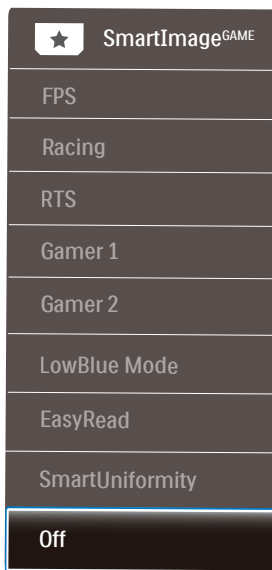 SmartImageGAME
FPS
Racing
RTS
Gamer 1
Gamer 2
LowBlue Mode
EasyRead
SmartUniformity
Off